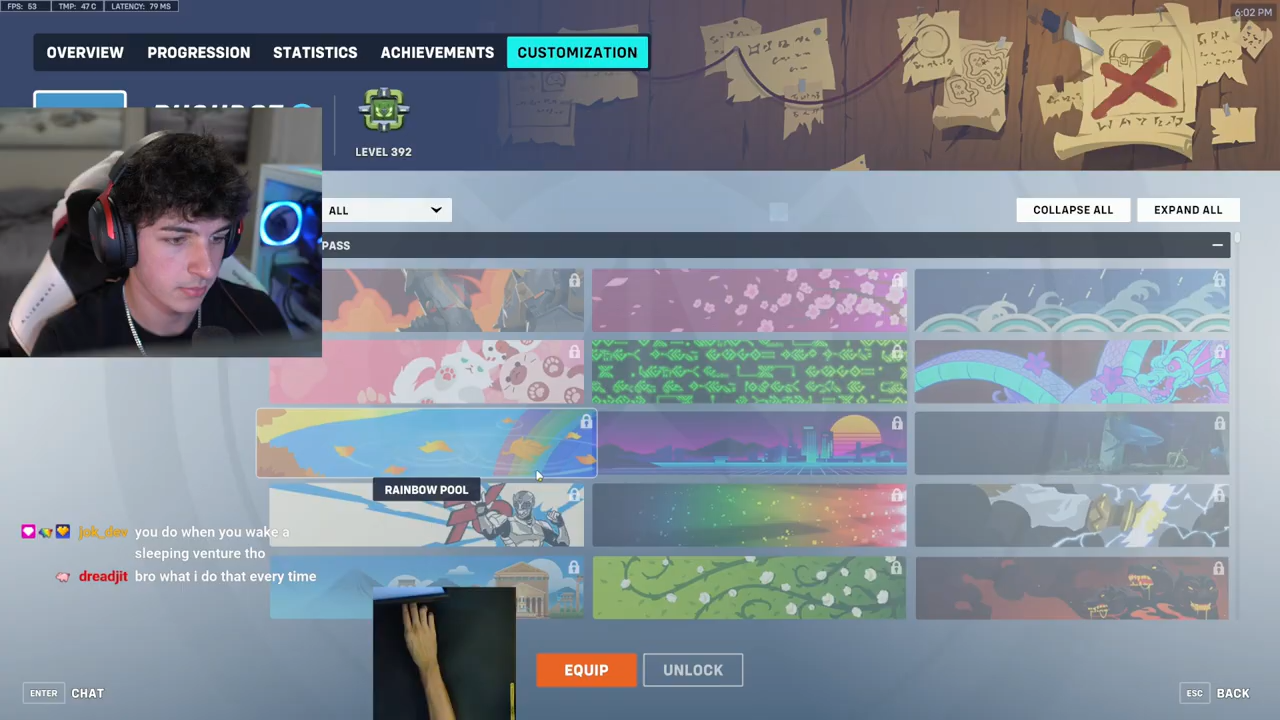 FPS: 53 TMP: 47 C LATENCY: 79 MS
6:02 PM
OVERVIEW PROGRESSION STATISTICS ACHIEVEMENTS CUSTOMIZATION
LEVEL 392
ALL
COLLAPSE ALL EXPAND ALL
PASS
RAINBOW POOL
jok_dev you do when you wake a
sleeping venture tho
dreadjit bro what i do that every time
EQUIP UNLOCK
ENTER CHAT
ESC BACK